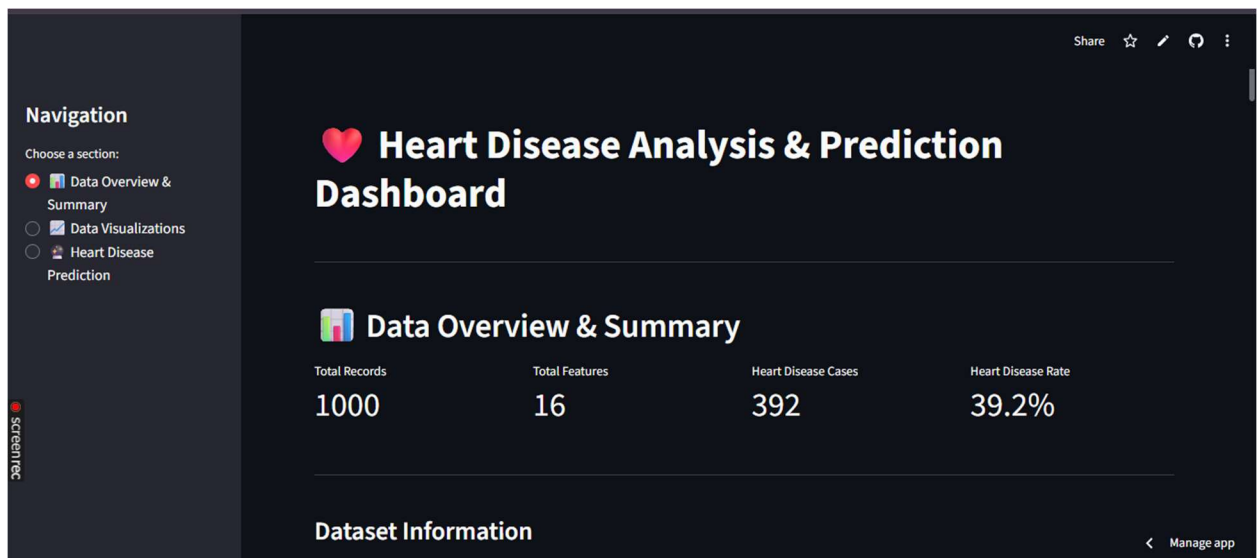 Share
Navigation
Choose a section:
Data Overview &
Summary
Data Visualizations
Heart Disease
Prediction
Heart Disease Analysis & Prediction
Dashboard
Data Overview & Summary
Total Records
1000
Total Features
16
Heart Disease Cases
392
Heart Disease Rate
39.2%
Dataset Information
screenrec
Manage app